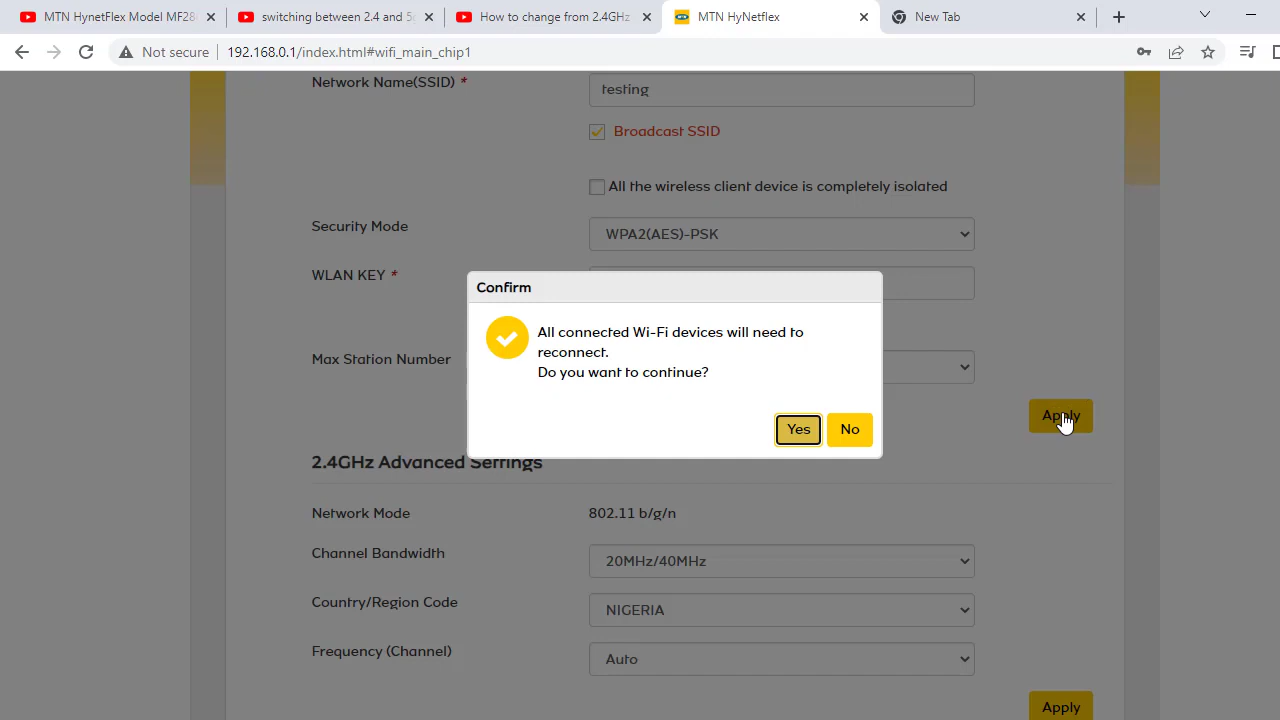 MTN HynetFlex Model MF28
switching between 2.4 and
How to change from 2.4GHz
MTN HyNetflex
New Tab
Not secure
192.168.0.1/index.html#wifi_main_chip1
Network Name(SSID) *
testing
Broadcast SSID
All the wireless client device is completely isolated
Security Mode
WPA2(AES)-PSK
WLAN KEY *
Confirm
All connected Wi-Fi devices will need to
reconnect.
Do you want to continue?
Yes
No
Max Station Number
Apply
2.4GHz Advanced Settings
Network Mode
802.11 b/g/n
Channel Bandwidth
20MHz/40MHz
Country/Region Code
NIGERIA
Frequency (Channel)
Auto
Apply